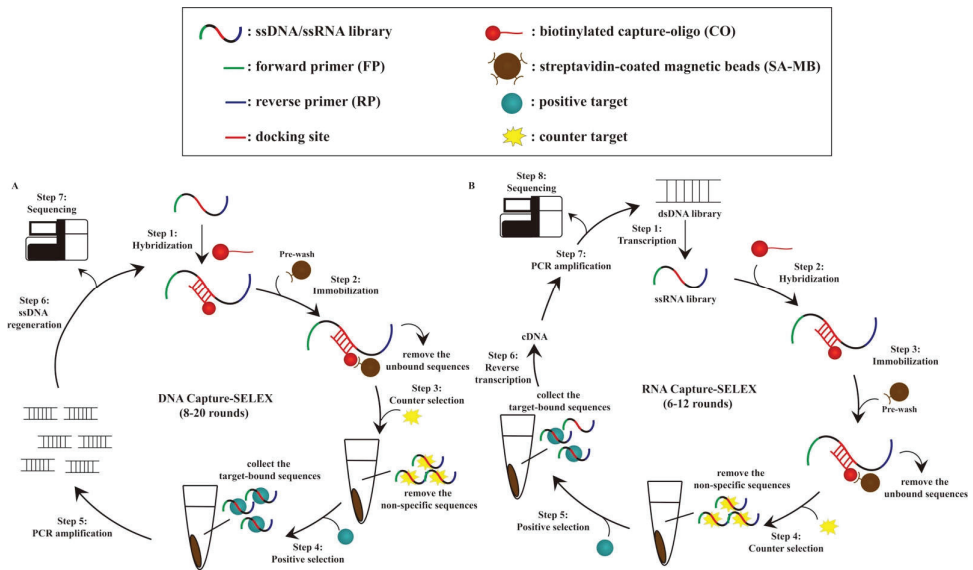 : ssDNA/ssRNA library
: biotinylated capture-oligo (CO)
: forward primer (FP)
: streptavidin-coated magnetic beads (SA-MB)
: reverse primer (RP)
: positive target
: docking site
: counter target
A
Step 7:
Sequencing
Step 1:
Hybridization
Pre-wash
Step 2:
Immobilization
remove the
unbound sequences
Step 3:
Counter selection
remove the
non-specific sequences
Step 4:
Positive selection
collect the
target-bound sequences
Step 5:
PCR amplification
Step 6:
ssDNA
regeneration
DNA Capture-SELEX
(8-20 rounds)
B
Step 8:
Sequencing
dsDNA library
Step 1:
Transcription
ssRNA library
Step 2:
Hybridization
Step 3:
Immobilization
Pre-wash
remove the
unbound sequences
Step 4:
Counter selection
remove the
non-specific sequences
Step 5:
Positive selection
collect the
target-bound sequences
Step 6:
Reverse
transcription
cDNA
Step 7:
PCR amplification
RNA Capture-SELEX
(6-12 rounds)